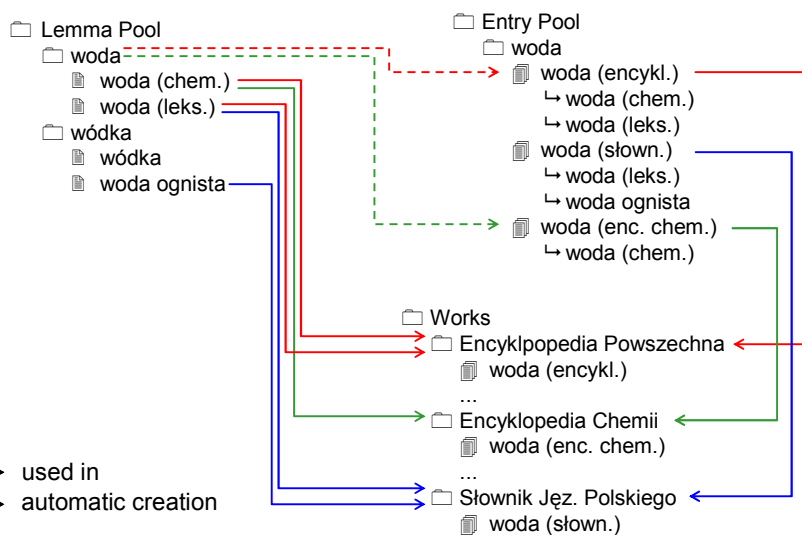 Lemma Pool
woda
woda (chem.)
woda (leks.)
wódka
wódka
woda ognista
Entry Pool
woda
woda (encykl.)
woda (chem.)
woda (leks.)
woda (słown.)
woda (leks.)
woda ognista
woda (enc. chem.)
woda (chem.)
Works
Encyklpopedia Powszechna
woda (encykl.)
...
Encyklopedia Chemii
woda (enc. chem.)
...
Słownik Jęz. Polskiego
woda (słown.)
used in
automatic creation